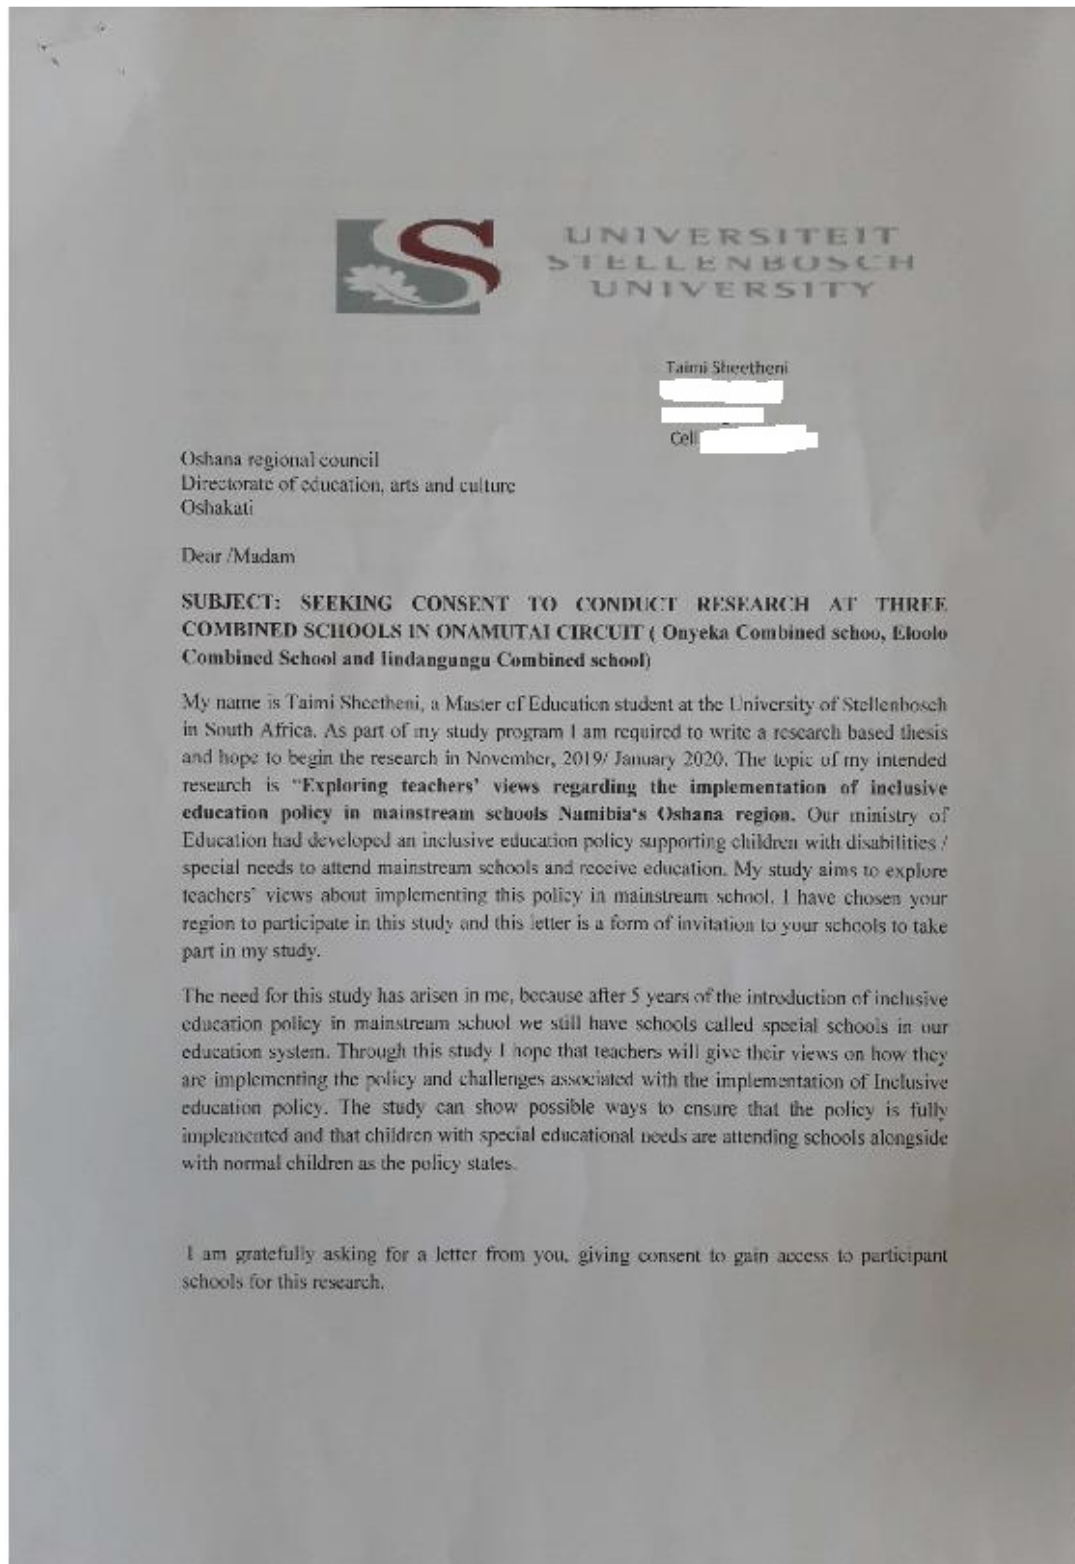 UNIVERSITEIT
STELLENBOSCH
UNIVERSITY
Taimi Sheetheni
Cell
Oshana regional council
Directorate of education, arts and culture
Oshakati
Dear /Madam
SUBJECT: SEEKING CONSENT TO CONDUCT RESEARCH AT THREE
COMBINED SCHOOLS IN ONAMUTAI CIRCUIT ( Onyeka Combined schoo, Eloolo
Combined School and Iindangungu Combined school)
My name is Taimi Sheetheni, a Master of Education student at the University of Stellenbosch
in South Africa. As part of my study program I am required to write a research based thesis
and hope to begin the research in November, 2019/ January 2020. The topic of my intended
research is "Exploring teachers' views regarding the implementation of inclusive
education policy in mainstream schools Namibia's Oshana region. Our ministry of
Education had developed an inclusive education policy supporting children with disabilities /
special needs to attend mainstream schools and receive education. My study aims to explore
teachers' views about implementing this policy in mainstream school. I have chosen your
region to participate in this study and this letter is a form of invitation to your schools to take
part in my study.
The need for this study has arisen in me, because after 5 years of the introduction of inclusive
education policy in mainstream school we still have schools called special schools in our
education system. Through this study I hope that teachers will give their views on how they
are implementing the policy and challenges associated with the implementation of Inclusive
education policy. The study can show possible ways to ensure that the policy is fully
implemented and that children with special educational needs are attending schools alongside
with normal children as the policy states.
I am gratefully asking for a letter from you, giving consent to gain access to participant
schools for this research.